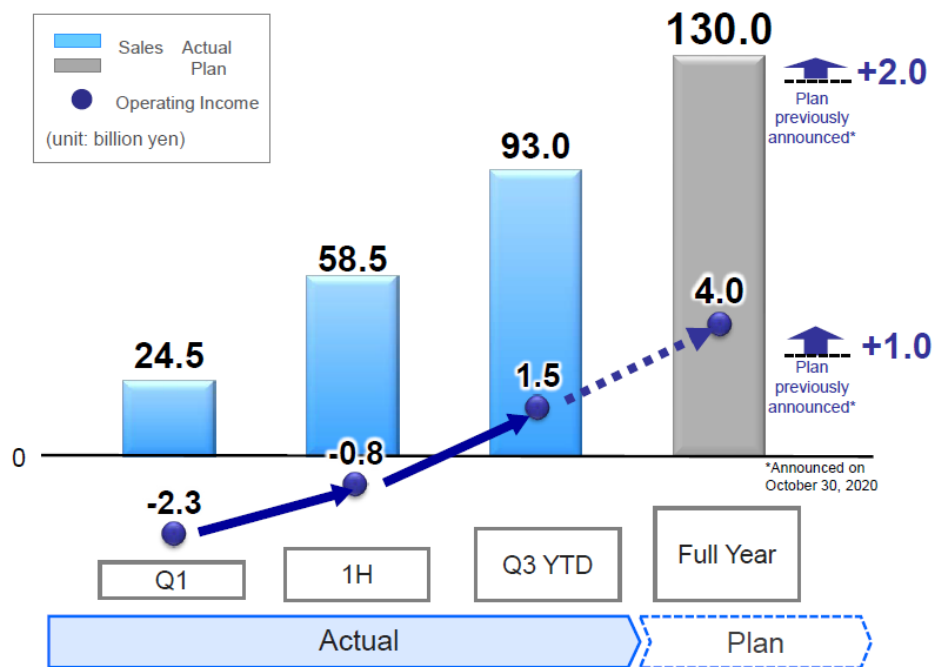 Sales Actual
Plan
Operating Income
(unit: billion yen)
130.0
+2.0
Plan
previously
announced*
93.0
58.5
4.0
24.5
1.5
+1.0
Plan
previously
announced*
-0.8
0
*Announced on
October 30, 2020
-2.3
Q1
1H
Q3 YTD
Full Year
Actual
Plan